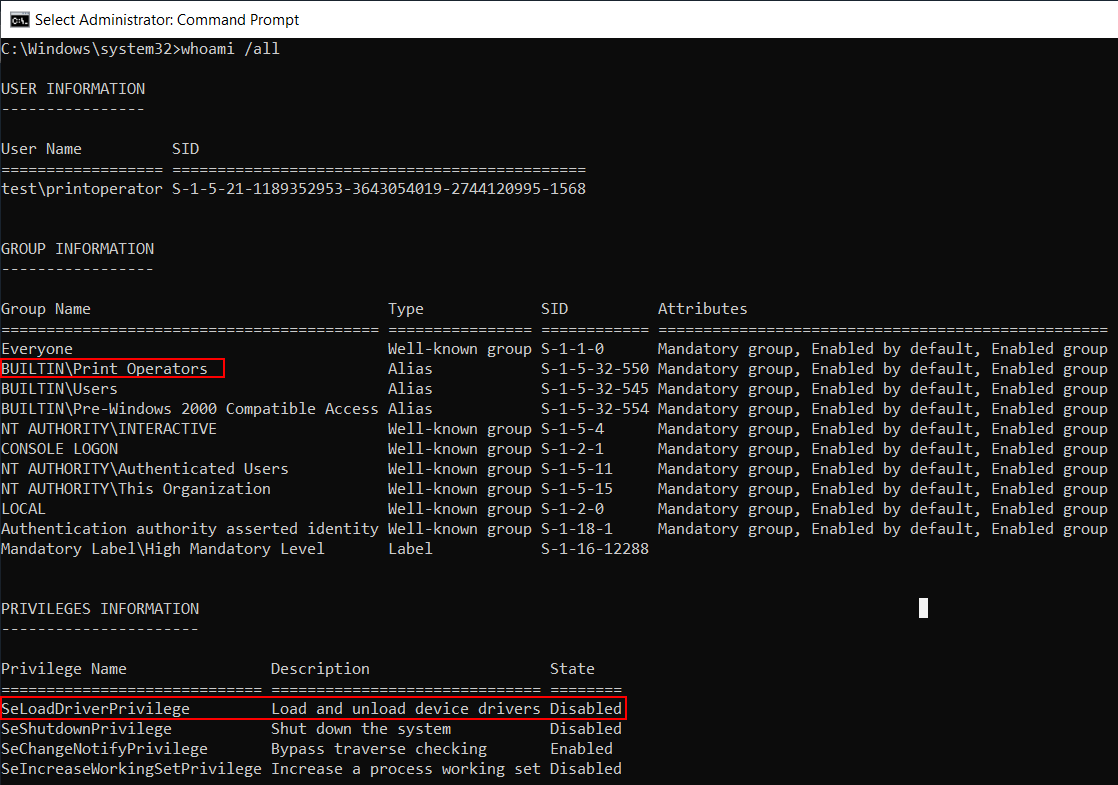 Select Administrator: Command Prompt
C:\Windows\system32>whoami /all
USER INFORMATION
----------------
User Name          SID
================== ==============================================
test\printoperator S-1-5-21-1189352953-3643054019-2744120995-1568
GROUP INFORMATION
-----------------
Group Name                                 Type             SID          Attributes
========================================== ================ ============ ==================================================
Everyone                                   Well-known group S-1-1-0      Mandatory group, Enabled by default, Enabled group
BUILTIN\Print Operators                    Alias            S-1-5-32-550 Mandatory group, Enabled by default, Enabled group
BUILTIN\Users                              Alias            S-1-5-32-545 Mandatory group, Enabled by default, Enabled group
BUILTIN\Pre-Windows 2000 Compatible Access Alias            S-1-5-32-554 Mandatory group, Enabled by default, Enabled group
NT AUTHORITY\INTERACTIVE                   Well-known group S-1-5-4      Mandatory group, Enabled by default, Enabled group
CONSOLE LOGON                              Well-known group S-1-2-1      Mandatory group, Enabled by default, Enabled group
NT AUTHORITY\Authenticated Users           Well-known group S-1-5-11     Mandatory group, Enabled by default, Enabled group
NT AUTHORITY\This Organization             Well-known group S-1-5-15     Mandatory group, Enabled by default, Enabled group
LOCAL                                      Well-known group S-1-2-0      Mandatory group, Enabled by default, Enabled group
Authentication authority asserted identity Well-known group S-1-18-1     Mandatory group, Enabled by default, Enabled group
Mandatory Label\High Mandatory Level       Label            S-1-16-12288
PRIVILEGES INFORMATION
----------------------
Privilege Name                Description                    State
============================= ============================== ========
SeLoadDriverPrivilege         Load and unload device drivers Disabled
SeShutdownPrivilege           Shut down the system           Disabled
SeChangeNotifyPrivilege       Bypass traverse checking       Enabled
SeIncreaseWorkingSetPrivilege Increase a process working set Disabled